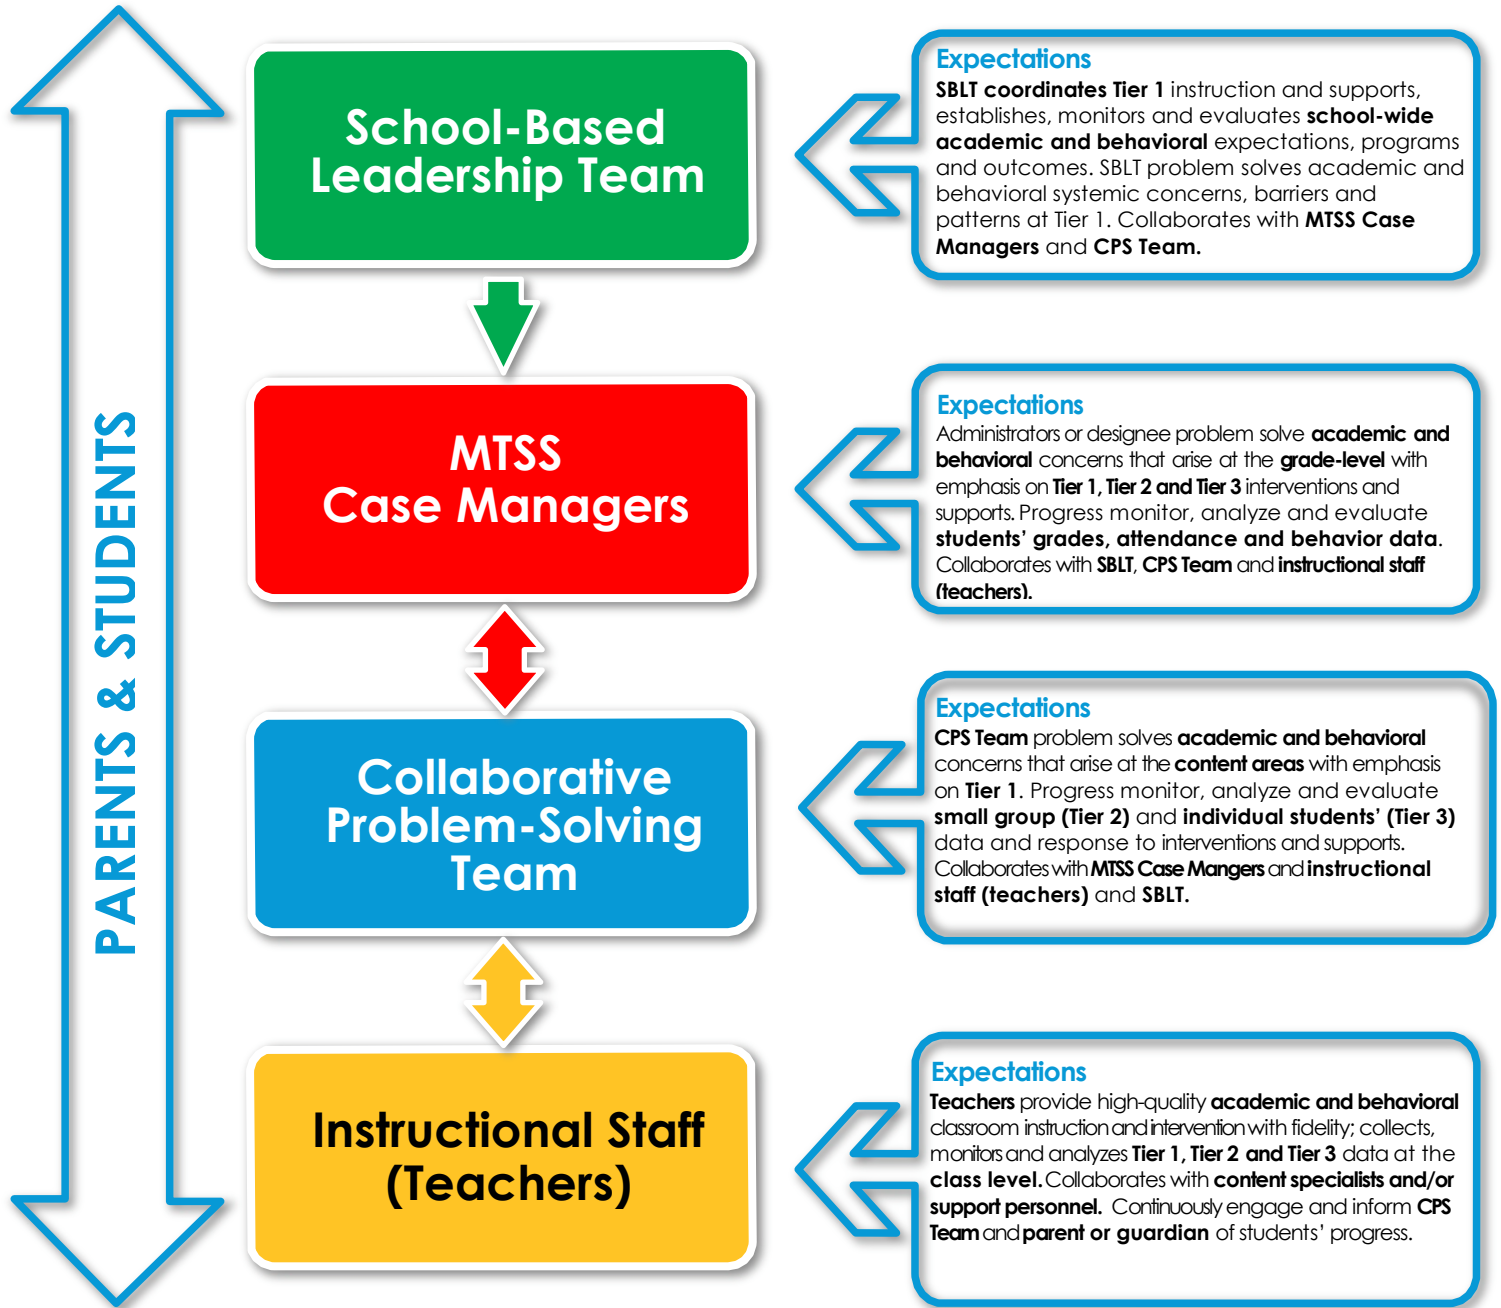 PARENTS & STUDENTS
School-Based
Leadership Team
Expectations
SBLT coordinates Tier 1 instruction and supports,
establishes, monitors and evaluates school-wide
academic and behavioral expectations, programs
and outcomes. SBLT problem solves academic and
behavioral systemic concerns, barriers and
patterns at Tier 1. Collaborates with MTSS Case
Managers and CPS Team.
MTSS
Case Managers
Expectations
Administrators or designee problem solve academic and
behavioral concerns that arise at the grade-level with
emphasis on Tier 1, Tier 2 and Tier 3 interventions and
supports. Progress monitor, analyze and evaluate
students' grades, attendance and behavior data.
Collaborates with SBLT, CPS Team and instructional staff
(teachers).
Collaborative
Problem-Solving
Team
Expectations
CPS Team problem solves academic and behavioral
concerns that arise at the content areas with emphasis
on Tier 1. Progress monitor, analyze and evaluate
small group (Tier 2) and individual students' (Tier 3)
data and response to interventions and supports.
Collaborates with MTSS Case Mangers and instructional
staff (teachers) and SBLT.
Instructional Staff
(Teachers)
Expectations
Teachers provide high-quality academic and behavioral
classroom instruction and intervention with fidelity; collects,
monitors and analyzes Tier 1, Tier 2 and Tier 3 data at the
class level. Collaborates with content specialists and/or
support personnel. Continuously engage and inform CPS
Team and parent or guardian of students' progress.